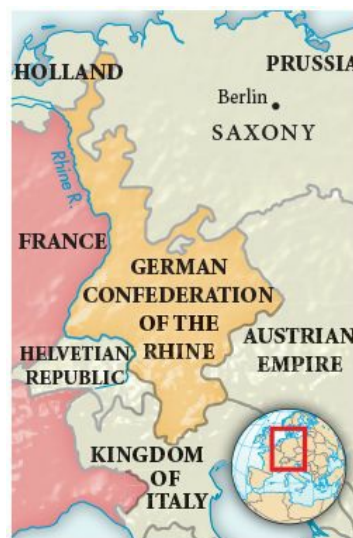 HOLLAND
PRUSSIA
Berlin
SAXONY
Rhine R.
FRANCE
GERMAN
CONFEDERATION
OF THE
RHINE
HELVETIAN
REPUBLIC
AUSTRIAN
EMPIRE
KINGDOM
OF
ITALY